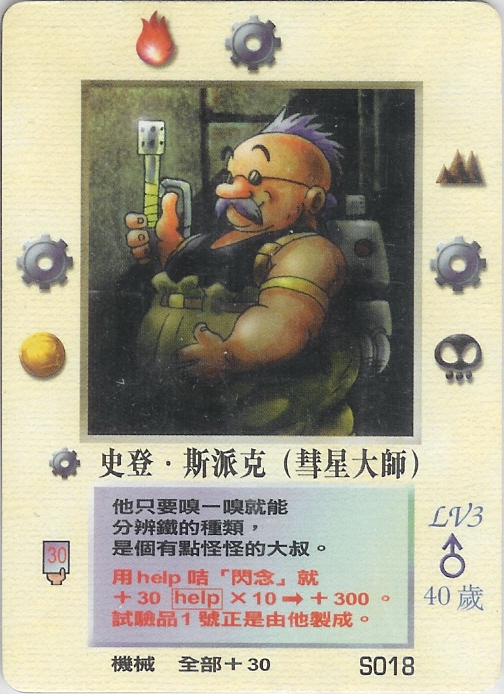 史登·斯派克（彗星大師）
他只要嗅一嗅就能
分辨鐵的種類，
是個有點怪怪的大叔。
用help咭「閃念」就
＋30 help ×10 → ＋300 。
試驗品1號正是由他製成。
30
LV3
40歲
機械 全部＋30
S018